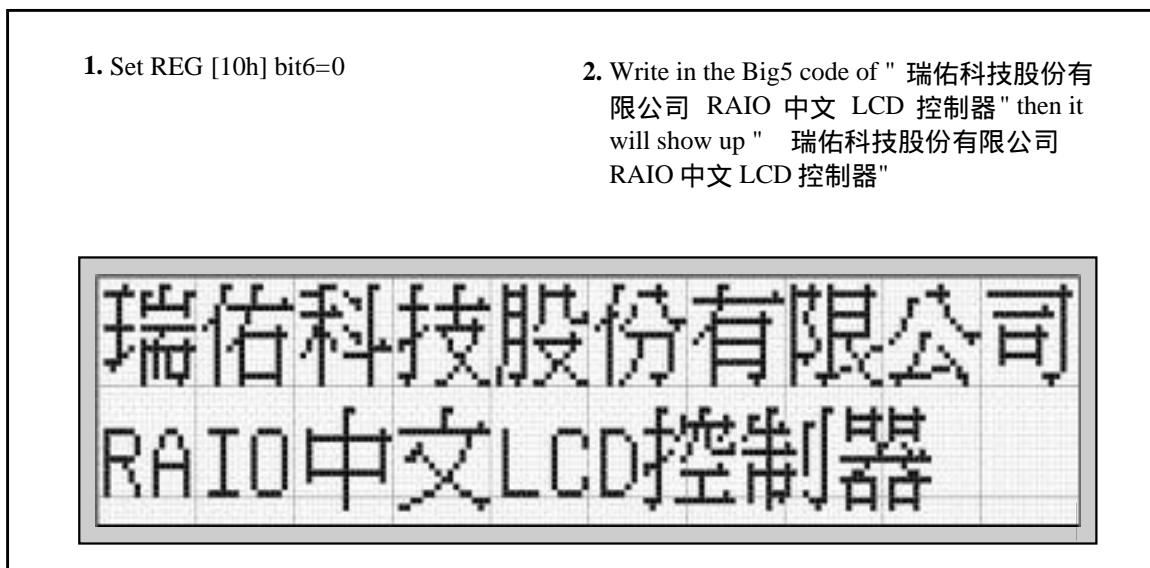 1. Set REG [10h] bit6=0
2. Write in the Big5 code of " 瑞佑科技股份有
限公司 RAIO 中文 LCD 控制器" then it
will show up " 瑞佑科技股份有限公司
RAIO 中文 LCD 控制器"
瑞佑科技股份有限公司
RAIO中文LCD控制器